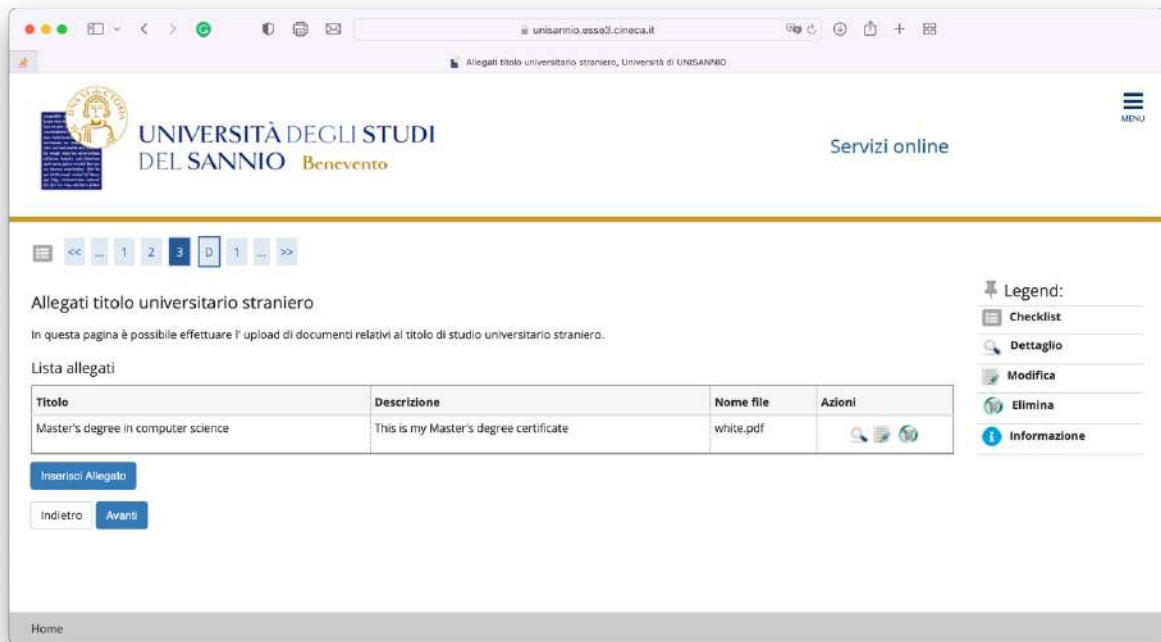 unisannio.esse3.cineca.it
Allegati titolo universitario straniero, Università di UNISANNIO
UNIVERSITÀ DEGLI STUDI
DEL SANNIO Benevento
Servizi online
MENU
<< ... 1 2 3 D 1 ... >>
Allegati titolo universitario straniero
In questa pagina è possibile effettuare l' upload di documenti relativi al titolo di studio universitario straniero.
Lista allegati
Titolo Descrizione Nome file Azioni
Master's degree in computer science This is my Master's degree certificate white.pdf
Inserisci Allegato
Indietro Avanti
Legend:
Checklist
Dettaglio
Modifica
Elimina
Informazione
Home